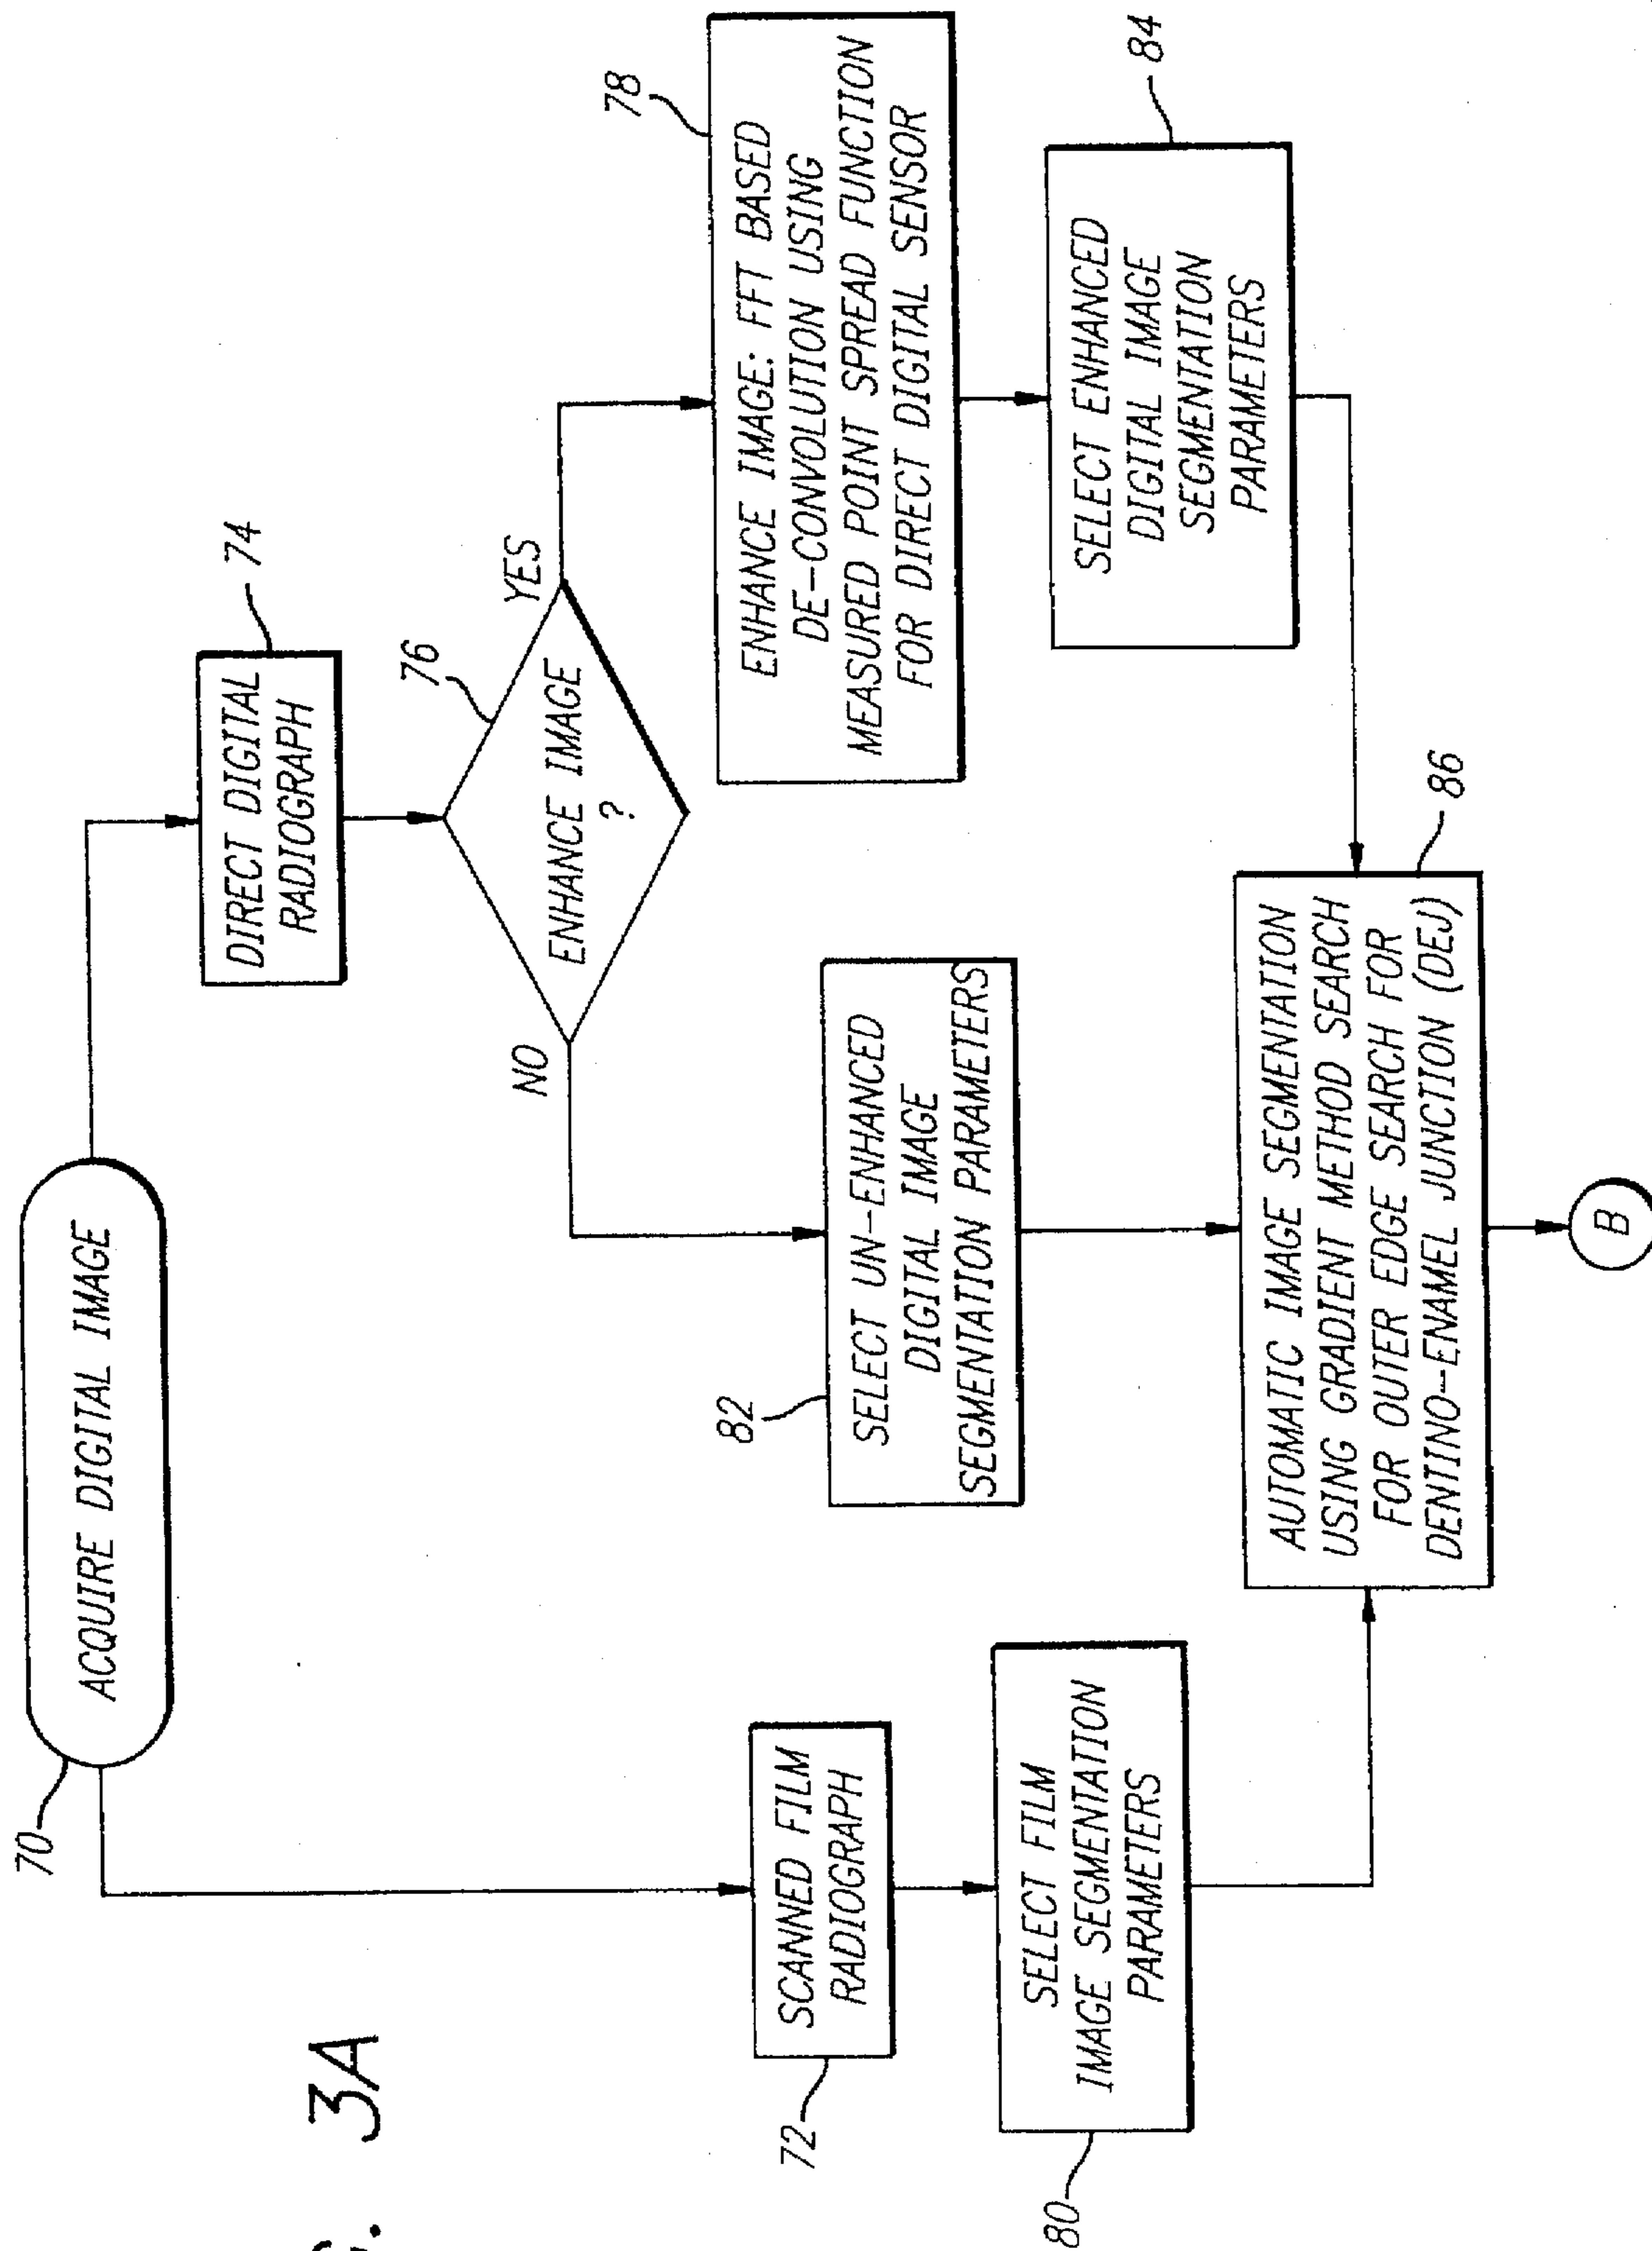 70
ACQUIRE DIGITAL IMAGE
DIRECT DIGITAL
RADIOGRAPH
74
76
ENHANCE IMAGE
?
YES
NO
78
ENHANCE IMAGE: FFT BASED
DE-CONVOLUTION USING
MEASURED POINT SPREAD FUNCTION
FOR DIRECT DIGITAL SENSOR
72
SCANNED FILM
RADIOGRAPH
82
SELECT UN-ENHANCED
DIGITAL IMAGE
SEGMENTATION PARAMETERS
84
SELECT ENHANCED
DIGITAL IMAGE
SEGMENTATION
PARAMETERS
80
SELECT FILM
IMAGE SEGMENTATION
PARAMETERS
86
AUTOMATIC IMAGE SEGMENTATION
USING GRADIENT METHOD SEARCH
FOR OUTER EDGE SEARCH FOR
DENTINO-ENAMEL JUNCTION (DEJ)
B
3A